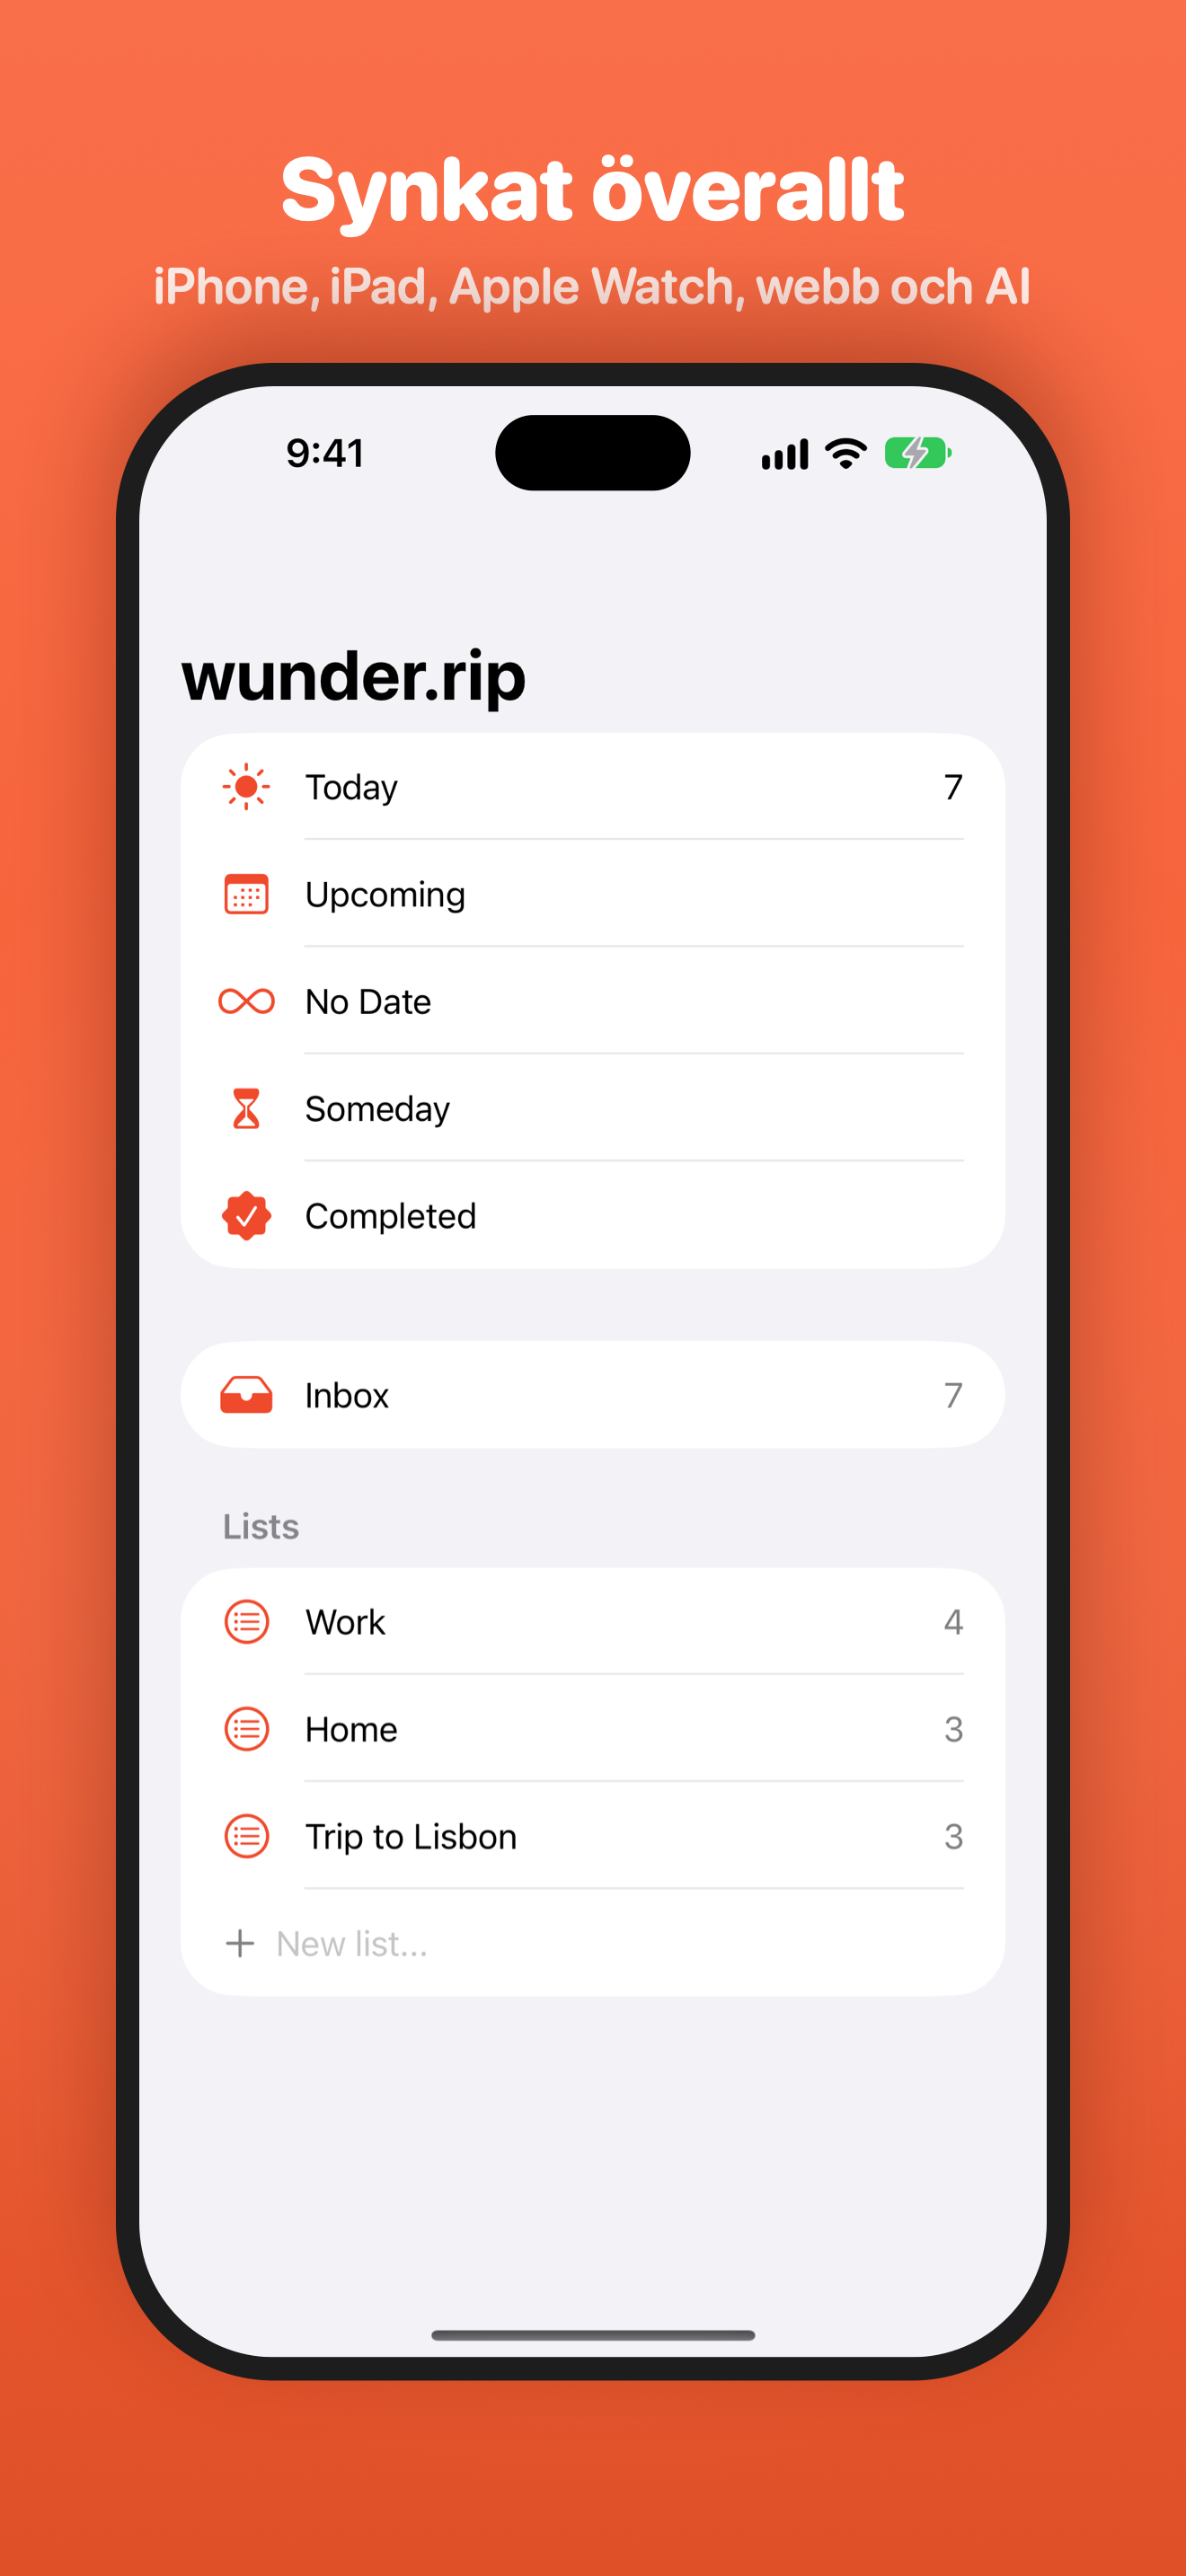 Synkat överallt
iPhone, iPad, Apple Watch, webb och AI
9:41
wunder.rip
Today 7
Upcoming
No Date
Someday
Completed
Inbox 7
Lists
Work 4
Home 3
Trip to Lisbon 3
New list...